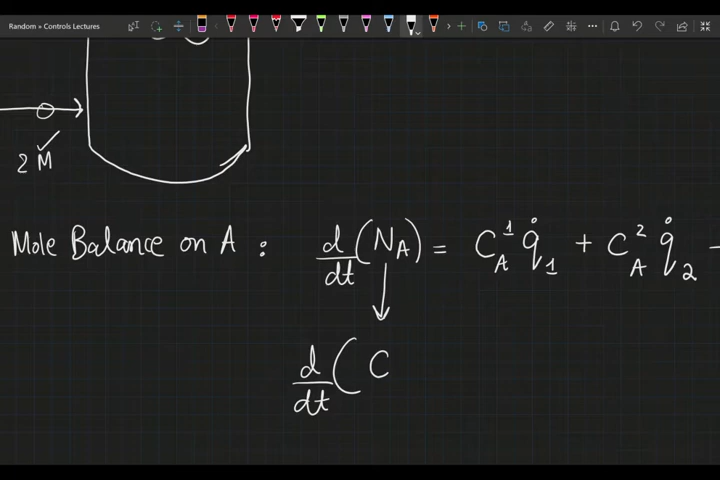 Random » Controls Lectures
2 M
Mole Balance on A : d/dt (N_A) = C_A^1 q̇_1 + C_A^2 q̇_2 -
d/dt ( C